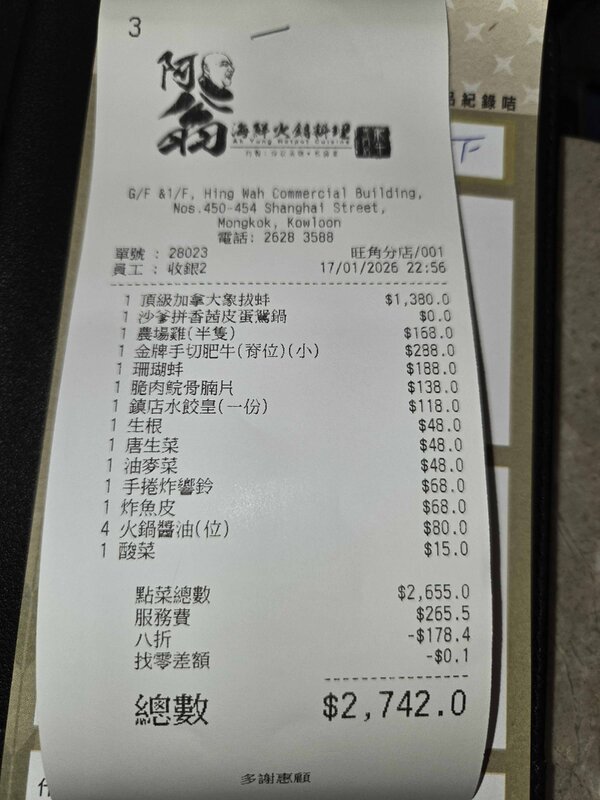 3
阿翁
海鮮火鍋料理
Ah Yung Hotpot Cuisine
G/F &1/F, Hing Wah Commercial Building,
Nos.450-454 Shanghai Street,
Mongkok, Kowloon
電話: 2628 3588
單號 : 28023 旺角分店/001
員工 : 收銀2 17/01/2026 22:56
1 頂級加拿大象拔蚌 $1,380.0
1 沙爹拼香茜皮蛋鴛鍋 $0.0
1 農場雞(半隻) $168.0
1 金牌手切肥牛(脊位)(小) $288.0
1 珊瑚蚌 $188.0
1 脆肉鯇骨腩片 $138.0
1 鎮店水餃皇(一份) $118.0
1 生根 $48.0
1 唐生菜 $48.0
1 油麥菜 $48.0
1 手捲炸響鈴 $68.0
1 炸魚皮 $68.0
4 火鍋醬油(位) $80.0
1 酸菜 $15.0
點菜總數 $2,655.0
服務費 $265.5
八折 -$178.4
找零差額 -$0.1
總數 $2,742.0
多謝惠顧
品紀錄咭